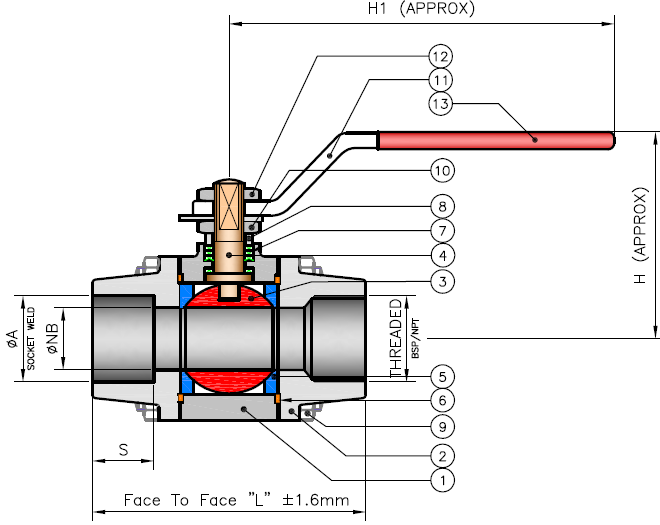 H1 (APPROX)
12
11
13
10
8
7
4
3
H (APPROX)
ØA
SOCKET WELD
ØNB
THREADED
BSP/NPT
5
6
9
2
1
S
Face To Face "L" ±1.6mm